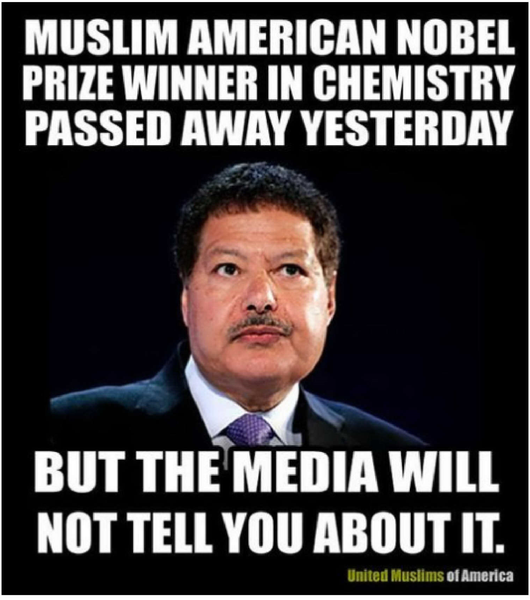 MUSLIM AMERICAN NOBEL
PRIZE WINNER IN CHEMISTRY
PASSED AWAY YESTERDAY
BUT THE MEDIA WILL
NOT TELL YOU ABOUT IT.
United Muslims of America